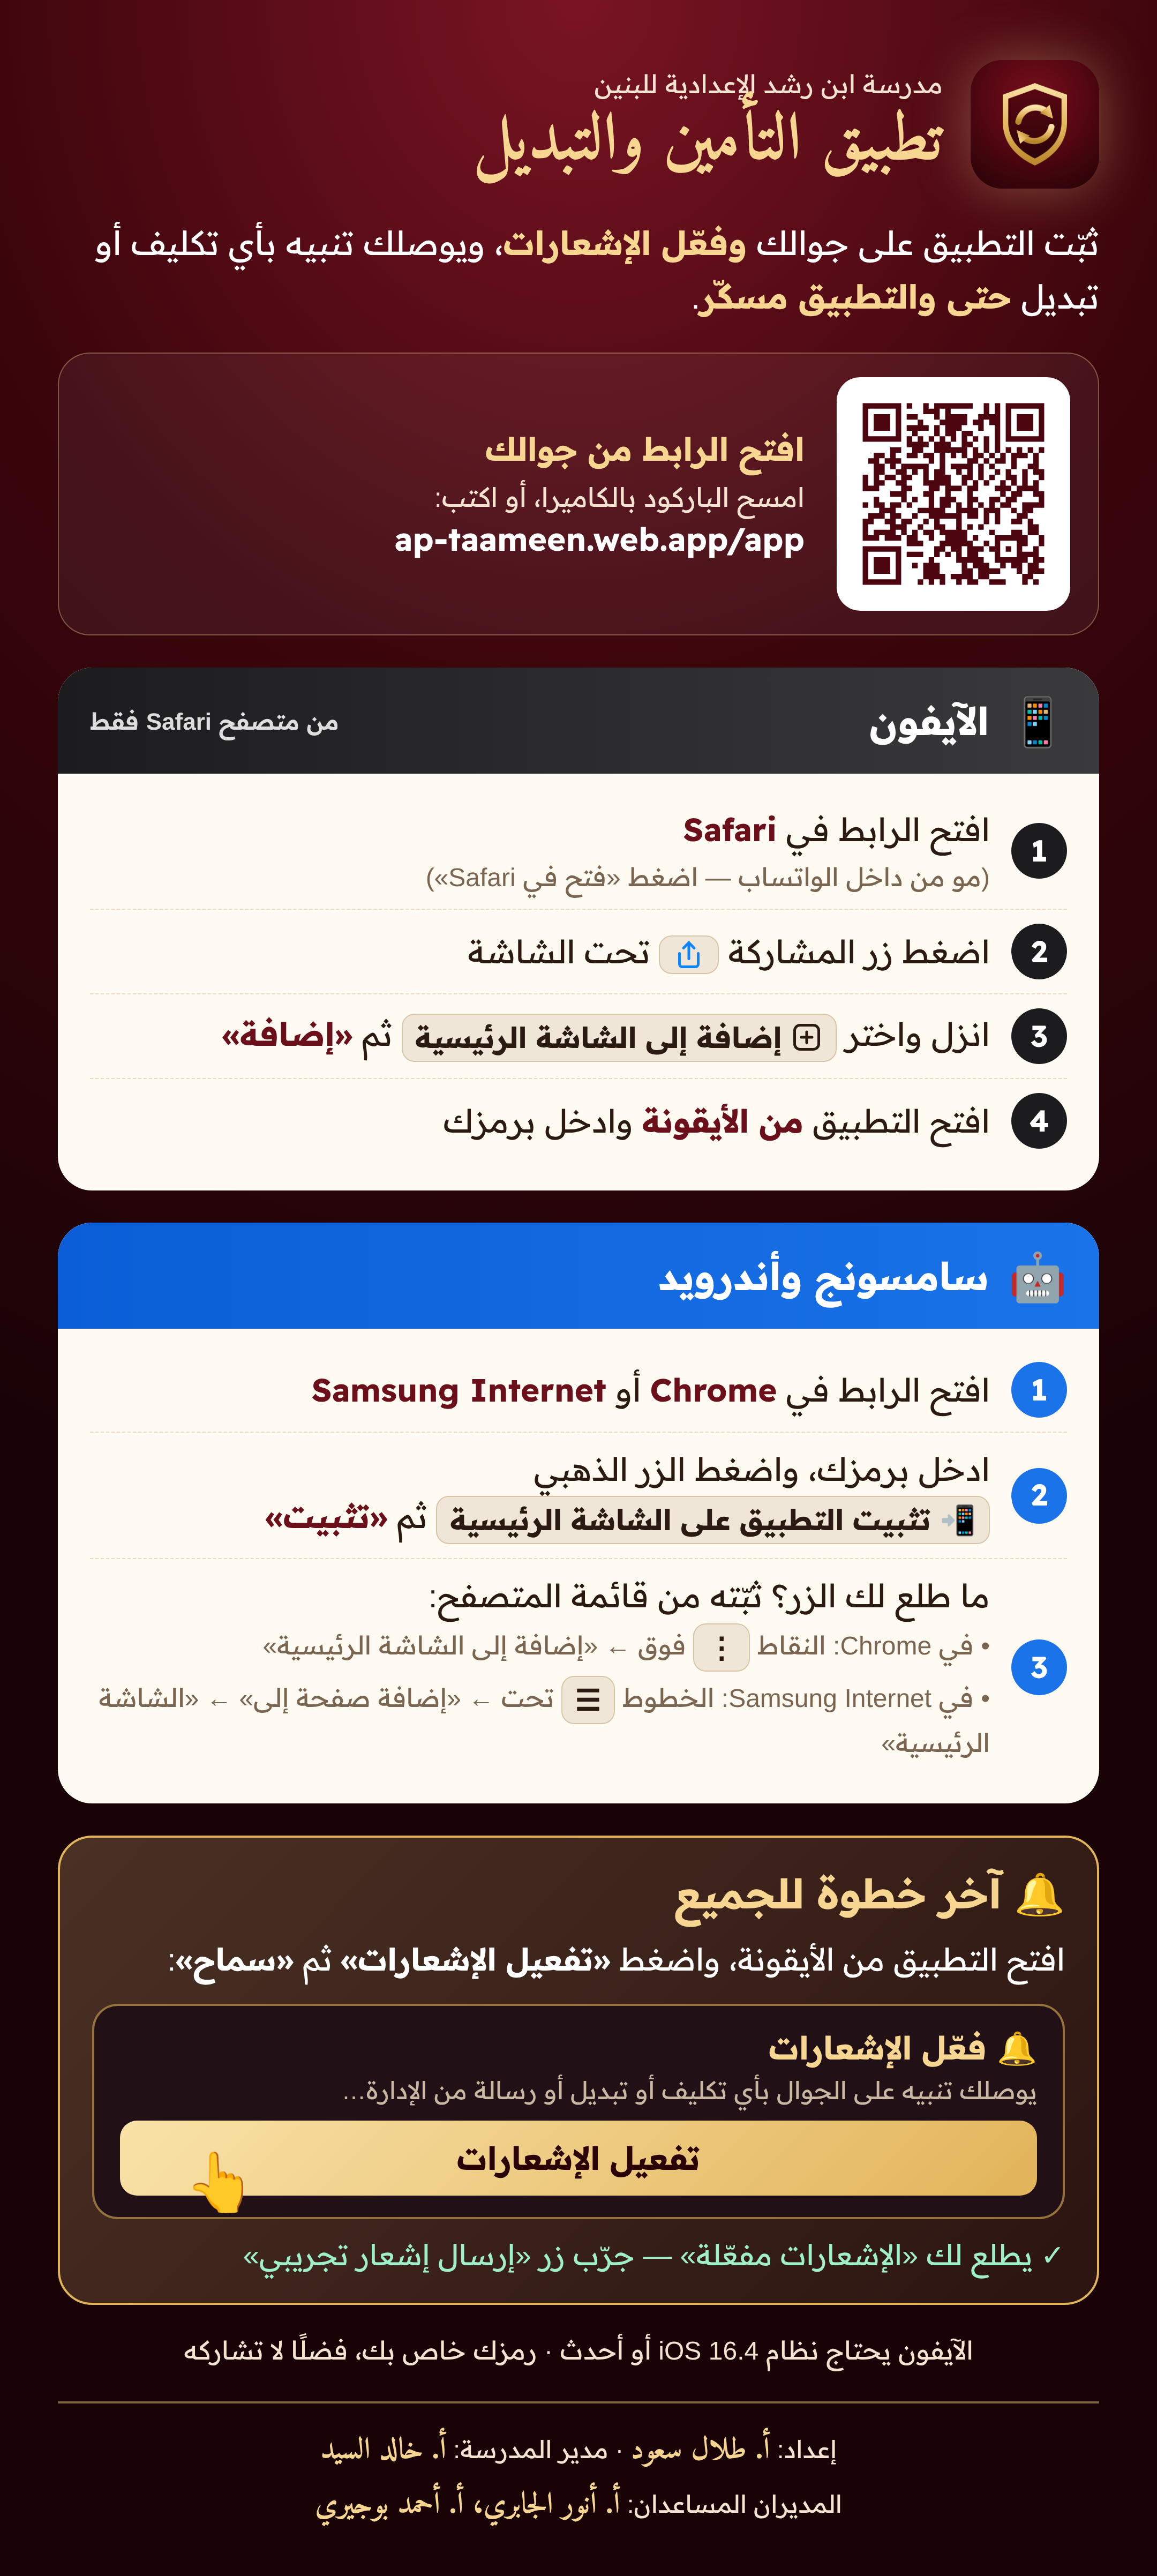 مدرسة ابن رشد الإعدادية للبنين
تطبيق التأمين والتبديل
ثبّت التطبيق على جوالك وفعّل الإشعارات، ويوصلك تنبيه بأي تكليف أو
تبديل حتى والتطبيق مسكّر.
افتح الرابط من جوالك
امسح الباركود بالكاميرا، أو اكتب:
ap-taameen.web.app/app
الآيفون
من متصفح Safari فقط
1 افتح الرابط في Safari
(مو من داخل الواتساب — اضغط «فتح في Safari»)
2 اضغط زر المشاركة تحت الشاشة
3 انزل واختر إضافة إلى الشاشة الرئيسية ثم «إضافة»
4 افتح التطبيق من الأيقونة وادخل برمزك
سامسونج وأندرويد
1 افتح الرابط في Chrome أو Samsung Internet
2 ادخل برمزك، واضغط الزر الذهبي
📲 تثبيت التطبيق على الشاشة الرئيسية ثم «تثبيت»
3 ما طلع لك الزر؟ ثبّته من قائمة المتصفح:
• في Chrome: النقاط ⋮ فوق ← «إضافة إلى الشاشة الرئيسية»
• في Samsung Internet: الخطوط ☰ تحت ← «إضافة صفحة إلى» ← «الشاشة
الرئيسية»
🔔 آخر خطوة للجميع
افتح التطبيق من الأيقونة، واضغط «تفعيل الإشعارات» ثم «سماح»:
🔔 فعّل الإشعارات
يوصلك تنبيه على الجوال بأي تكليف أو تبديل أو رسالة من الإدارة…
تفعيل الإشعارات
✓ يطلع لك «الإشعارات مفعّلة» — جرّب زر «إرسال إشعار تجريبي»
الآيفون يحتاج نظام iOS 16.4 أو أحدث · رمزك خاص بك، فضلًا لا تشاركه
إعداد: أ. طلال سعود · مدير المدرسة: أ. خالد السيد
المديران المساعدان: أ. أنور الجابري، أ. أحمد بوجيري